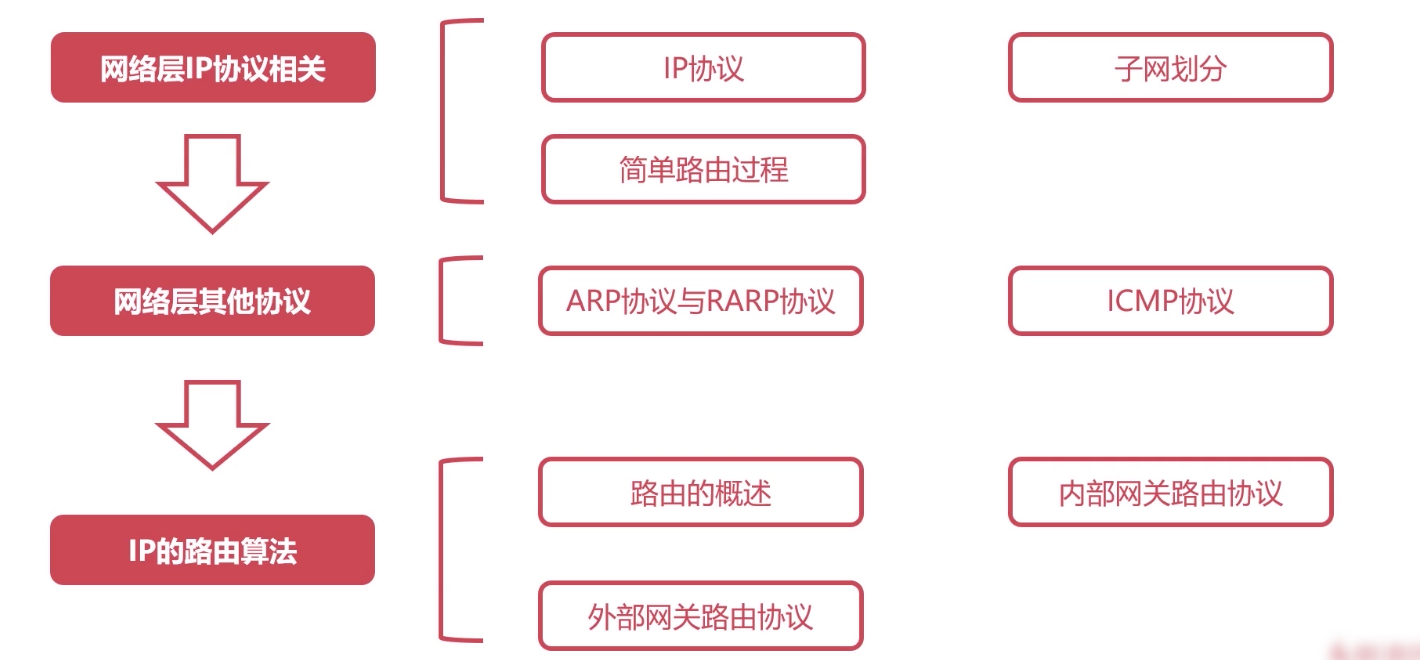 网络层IP协议相关
IP协议
子网划分
简单路由过程
网络层其他协议
ARP协议与RARP协议
ICMP协议
IP的路由算法
路由的概述
内部网关路由协议
外部网关路由协议